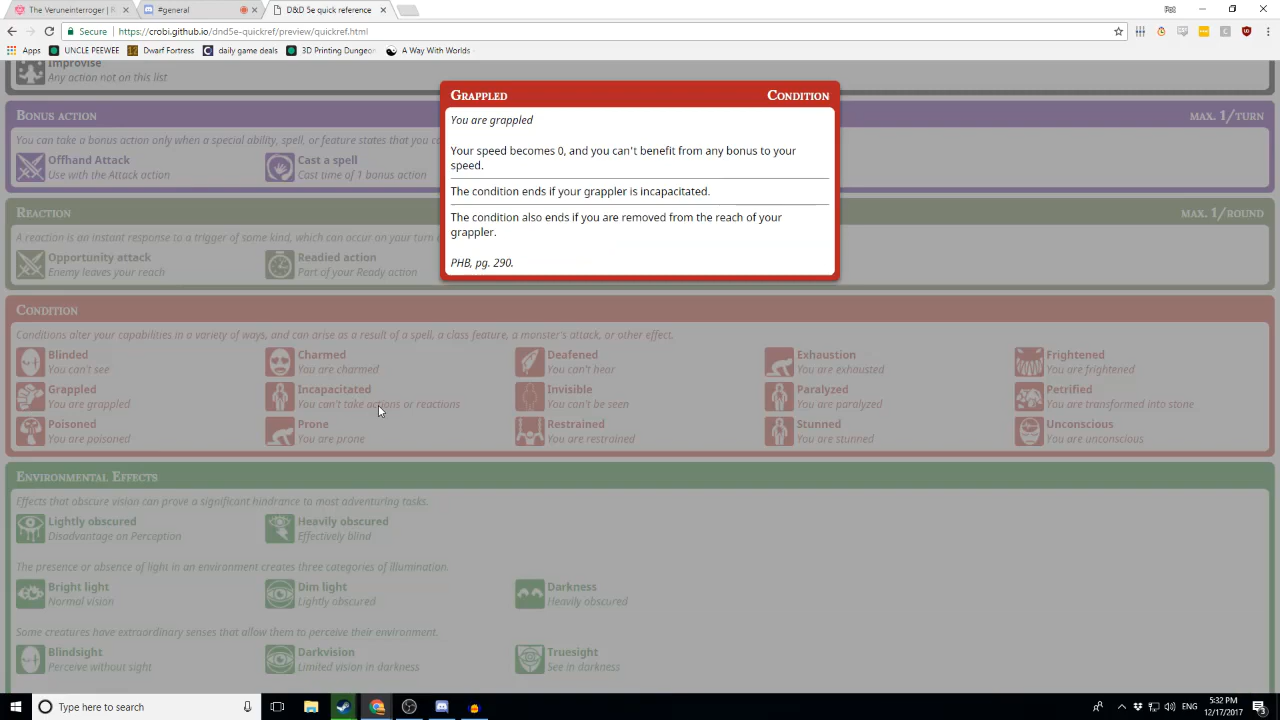 The Veruneinterroger |
#general
D&D 5e quick reference
Secure
https://crobi.github.io/dnd5e-quickref/preview/quickref.html
Apps
UNCLE PEEWEE
Dwarf Fortress
daily game deals
3D Printing Dungeon
A Way With Worlds
Improvise
Any action not on this list
Grappled
Condition
You are grappled
Your speed becomes 0, and you can't benefit from any bonus to your
speed.
The condition ends if your grappler is incapacitated.
The condition also ends if you are removed from the reach of your
grappler.
PHB, pg. 290.
Bonus action
max. 1/turn
You can take a bonus action only when a special ability, spell, or feature states that you
Offhand Attack
Use with the Attack action
Cast a spell
Cast time of 1 bonus action
Reaction
max. 1/round
A reaction is an instant response to a trigger of some kind, which can occur on your turn
Opportunity attack
Enemy leaves your reach
Readied action
Part of your Ready action
Condition
Conditions alter your capabilities in a variety of ways, and can arise as a result of a spell, a class feature, a monster's attack, or other effect.
Blinded
You can't see
Charmed
You are charmed
Deafened
You can't hear
Exhaustion
You are exhausted
Frightened
You are frightened
Grappled
You are grappled
Incapacitated
You can't take actions or reactions
Invisible
You can't be seen
Paralyzed
You are paralyzed
Petrified
You are transformed into stone
Poisoned
You are poisoned
Prone
You are prone
Restrained
You are restrained
Stunned
You are stunned
Unconscious
You are unconscious
Environmental Effects
Effects that obscure vision can prove a significant hindrance to most adventuring tasks.
Lightly obscured
Disadvantage on Perception
Heavily obscured
Effectively blind
The presence or absence of light in an environment creates three categories of illumination.
Bright light
Normal vision
Dim light
Lightly obscured
Darkness
Heavily obscured
Some creatures have extraordinary senses that allow them to perceive their environment.
Blindsight
Perceive without sight
Darkvision
Limited vision in darkness
Truesight
See in darkness
Type here to search
5:32 PM
12/17/2017